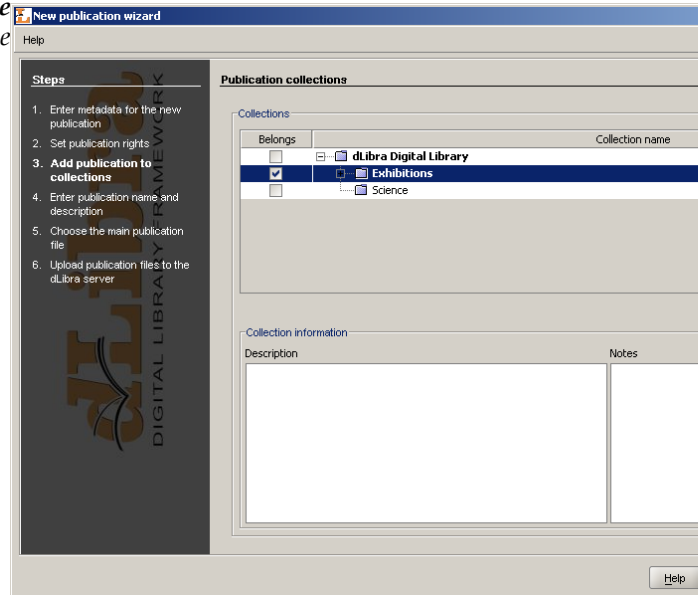 e
New publication wizard
e
Help
Steps
1. Enter metadata for the new
publication
2. Set publication rights
3. Add publication to
collections
4. Enter publication name and
description
5. Choose the main publication
file
6. Upload publication files to the
dLibra server
dLibra
DIGITAL LIBRARY FRAMEWORK
Publication collections
Collections
Belongs Collection name
dLibra Digital Library
Exhibitions
Science
Collection information
Description Notes
Help